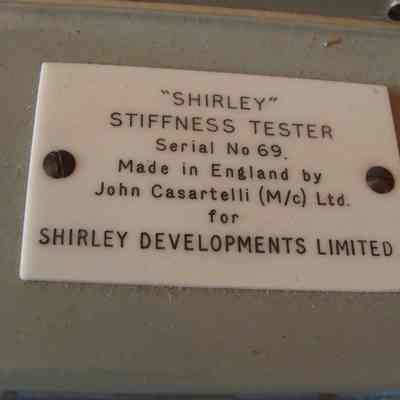 "SHIRLEY"
STIFFNESS TESTER
Serial No 69.
Made in England by
John Casartelli (M/c) Ltd.
for
SHIRLEY DEVELOPMENTS LIMITED